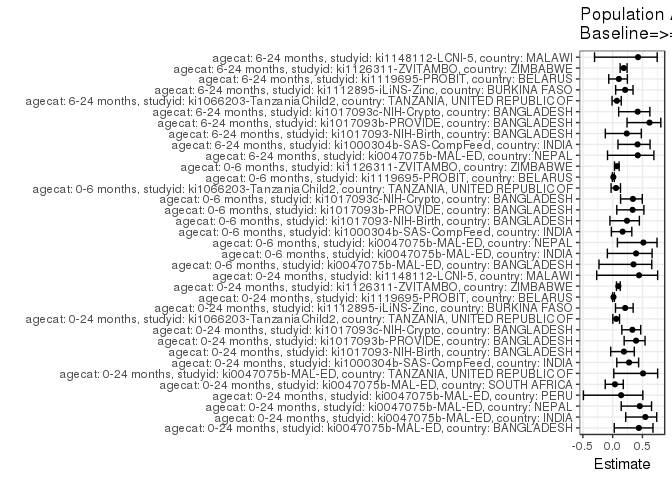 Population
Baseline=>
agecat: 6-24 months, studyid: ki1148112-LCNI-5, country: MALAWI
agecat: 6-24 months, studyid: ki1126311-ZVITAMBO, country: ZIMBABWE
agecat: 6-24 months, studyid: ki1119695-PROBIT, country: BELARUS
agecat: 6-24 months, studyid: ki1112895-iLiNS-Zinc, country: BURKINA FASO
agecat: 6-24 months, studyid: ki1066203-TanzaniaChild2, country: TANZANIA, UNITED REPUBLIC OF
agecat: 6-24 months, studyid: ki1017093c-NIH-Crypto, country: BANGLADESH
agecat: 6-24 months, studyid: ki1017093b-PROVIDE, country: BANGLADESH
agecat: 6-24 months, studyid: ki1017093-NIH-Birth, country: BANGLADESH
agecat: 6-24 months, studyid: ki1000304b-SAS-CompFeed, country: INDIA
agecat: 6-24 months, studyid: ki0047075b-MAL-ED, country: NEPAL
agecat: 0-6 months, studyid: ki1126311-ZVITAMBO, country: ZIMBABWE
agecat: 0-6 months, studyid: ki1119695-PROBIT, country: BELARUS
agecat: 0-6 months, studyid: ki1066203-TanzaniaChild2, country: TANZANIA, UNITED REPUBLIC OF
agecat: 0-6 months, studyid: ki1017093c-NIH-Crypto, country: BANGLADESH
agecat: 0-6 months, studyid: ki1017093b-PROVIDE, country: BANGLADESH
agecat: 0-6 months, studyid: ki1017093-NIH-Birth, country: BANGLADESH
agecat: 0-6 months, studyid: ki1000304b-SAS-CompFeed, country: INDIA
agecat: 0-6 months, studyid: ki0047075b-MAL-ED, country: NEPAL
agecat: 0-6 months, studyid: ki0047075b-MAL-ED, country: INDIA
agecat: 0-6 months, studyid: ki0047075b-MAL-ED, country: BANGLADESH
agecat: 0-24 months, studyid: ki1148112-LCNI-5, country: MALAWI
agecat: 0-24 months, studyid: ki1126311-ZVITAMBO, country: ZIMBABWE
agecat: 0-24 months, studyid: ki1119695-PROBIT, country: BELARUS
agecat: 0-24 months, studyid: ki1112895-iLiNS-Zinc, country: BURKINA FASO
agecat: 0-24 months, studyid: ki1066203-TanzaniaChild2, country: TANZANIA, UNITED REPUBLIC OF
agecat: 0-24 months, studyid: ki1017093c-NIH-Crypto, country: BANGLADESH
agecat: 0-24 months, studyid: ki1017093b-PROVIDE, country: BANGLADESH
agecat: 0-24 months, studyid: ki1017093-NIH-Birth, country: BANGLADESH
agecat: 0-24 months, studyid: ki1000304b-SAS-CompFeed, country: INDIA
agecat: 0-24 months, studyid: ki0047075b-MAL-ED, country: TANZANIA, UNITED REPUBLIC OF
agecat: 0-24 months, studyid: ki0047075b-MAL-ED, country: SOUTH AFRICA
agecat: 0-24 months, studyid: ki0047075b-MAL-ED, country: PERU
agecat: 0-24 months, studyid: ki0047075b-MAL-ED, country: NEPAL
agecat: 0-24 months, studyid: ki0047075b-MAL-ED, country: INDIA
agecat: 0-24 months, studyid: ki0047075b-MAL-ED, country: BANGLADESH
-0.5 0.0 0.5
Estimate